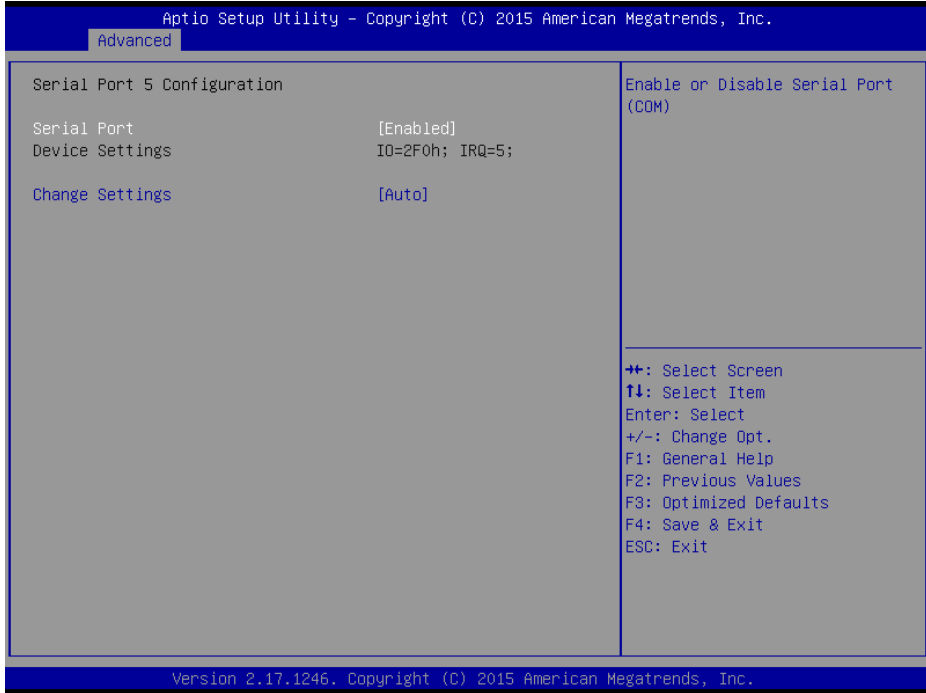 Aptio Setup Utility – Copyright (C) 2015 American Megatrends, Inc.
Advanced
Serial Port 5 Configuration
Serial Port [Enabled]
Device Settings IO=2F0h; IRQ=5;
Change Settings [Auto]
Enable or Disable Serial Port
(COM)
→←: Select Screen
↑↓: Select Item
Enter: Select
+/-: Change Opt.
F1: General Help
F2: Previous Values
F3: Optimized Defaults
F4: Save & Exit
ESC: Exit
Version 2.17.1246. Copyright (C) 2015 American Megatrends, Inc.